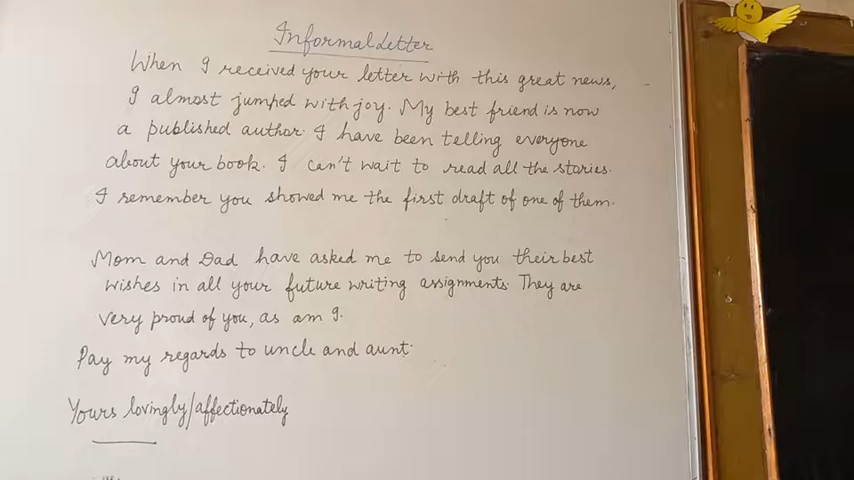 Informal Letter
When I received your letter with this great news,
I almost jumped with joy. My best friend is now
a published author. I have been telling everyone
about your book. I can't wait to read all the stories.
I remember you showed me the first draft of one of them.
Mom and Dad have asked me to send you their best
wishes in all your future writing assignments. They are
very proud of you, as am I.
Pay my regards to uncle and aunt.
Yours lovingly/affectionately